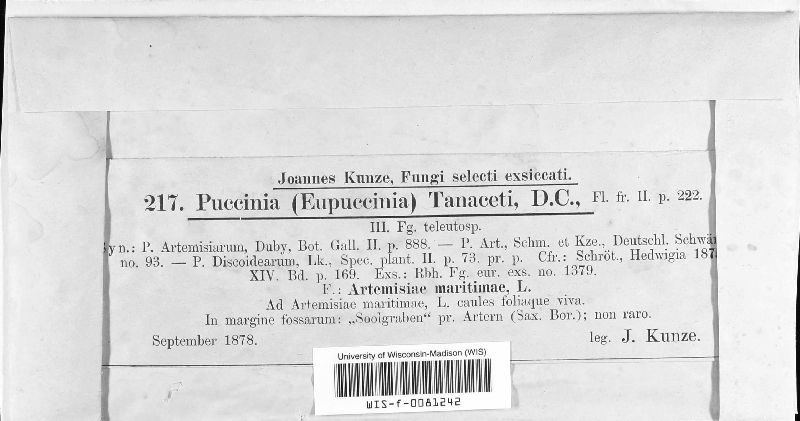 Joannes Kunze, Fungi selecti exsiccati.
217. Puccinia (Eupuccinia) Tanaceti, D.C., Fl. fr. II. p. 222.
III. Fg. teleutosp.
Syn.: P. Artemisiarum, Duby, Bot. Gall. II. p. 888. — P. Art., Schm. et Kze., Deutschl. Schwä
no. 93. — P. Discoidearum, Lk., Spec. plant. II. p. 73. pr. p. Cfr.: Schröt., Hedwigia 187
XIV. Bd. p. 169. Exs.: Rbh. Fg. eur. exs. no. 1379.
F.: Artemisiae maritimae, L.
Ad Artemisiae maritimae, L. caules foliaque viva.
In margine fossarum: „Soolgraben“ pr. Artern (Sax. Bor.); non raro.
September 1878. leg. J. Kunze.
University of Wisconsin-Madison (WIS)
WIS-f-0081242